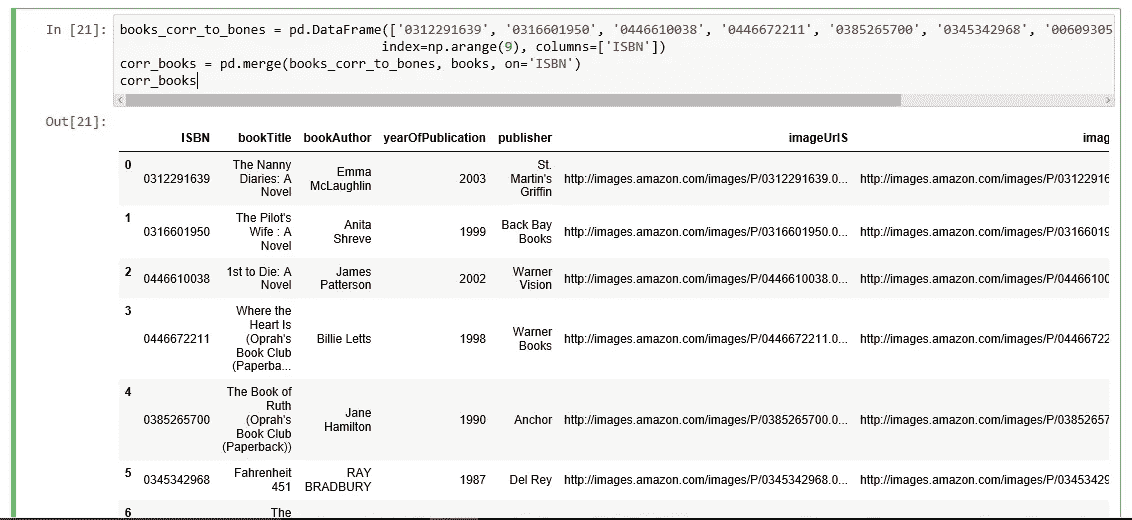 In [21]: books_corr_to_bones = pd.DataFrame(['0312291639', '0316601950', '0446610038', '0446672211', '0385265700', '0345342968', '00609305
index=np.arange(9), columns=['ISBN'])
corr_books = pd.merge(books_corr_to_bones, books, on='ISBN')
corr_books
Out[21]:
ISBN bookTitle bookAuthor yearOfPublication publisher imageUrlS imag
0 0312291639 The Nanny Diaries: A Novel Emma McLaughlin 2003 St. Martin's Griffin http://images.amazon.com/images/P/0312291639.0... http://images.amazon.com/images/P/03122916
1 0316601950 The Pilot's Wife : A Novel Anita Shreve 1999 Back Bay Books http://images.amazon.com/images/P/0316601950.0... http://images.amazon.com/images/P/03166019
2 0446610038 1st to Die: A Novel James Patterson 2002 Warner Vision http://images.amazon.com/images/P/0446610038.0... http://images.amazon.com/images/P/04466100
3 0446672211 Where the Heart Is (Oprah's Book Club (Paperba... Billie Letts 1998 Warner Books http://images.amazon.com/images/P/0446672211.0... http://images.amazon.com/images/P/04466722
4 0385265700 The Book of Ruth (Oprah's Book Club (Paperback)) Jane Hamilton 1990 Anchor http://images.amazon.com/images/P/0385265700.0... http://images.amazon.com/images/P/03852657
5 0345342968 Fahrenheit 451 RAY BRADBURY 1987 Del Rey http://images.amazon.com/images/P/0345342968.0... http://images.amazon.com/images/P/03453429
6 The